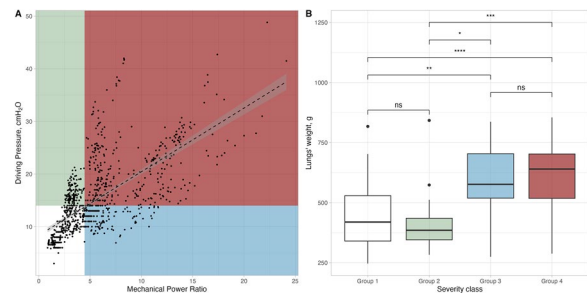 A
Driving Pressure, cmH₂O
50
40
30
20
10
0
5
10
15
20
25
Mechanical Power Ratio
B
Lungs' weight, g
1250
1000
750
500
250
***
*
****
**
ns
ns
Group 1
Group 2
Group 3
Group 4
Severity class